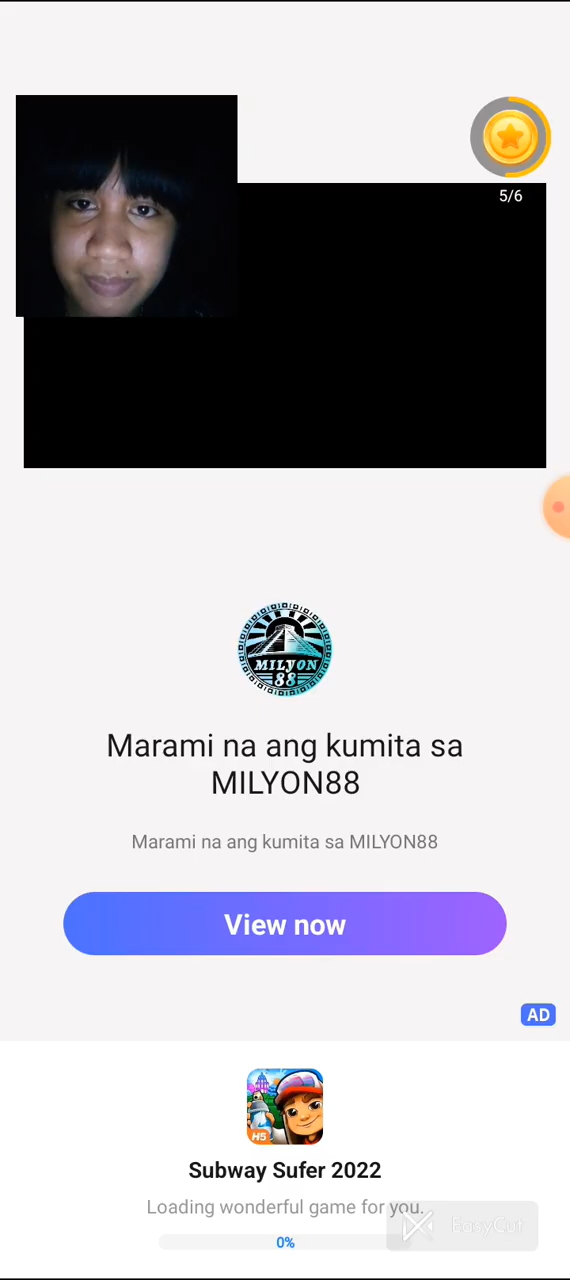 5/6
MILYON
88
Marami na ang kumita sa
MILYON88
Marami na ang kumita sa MILYON88
View now
AD
H5
Subway Sufer 2022
Loading wonderful game for you.
0%
EasyCut